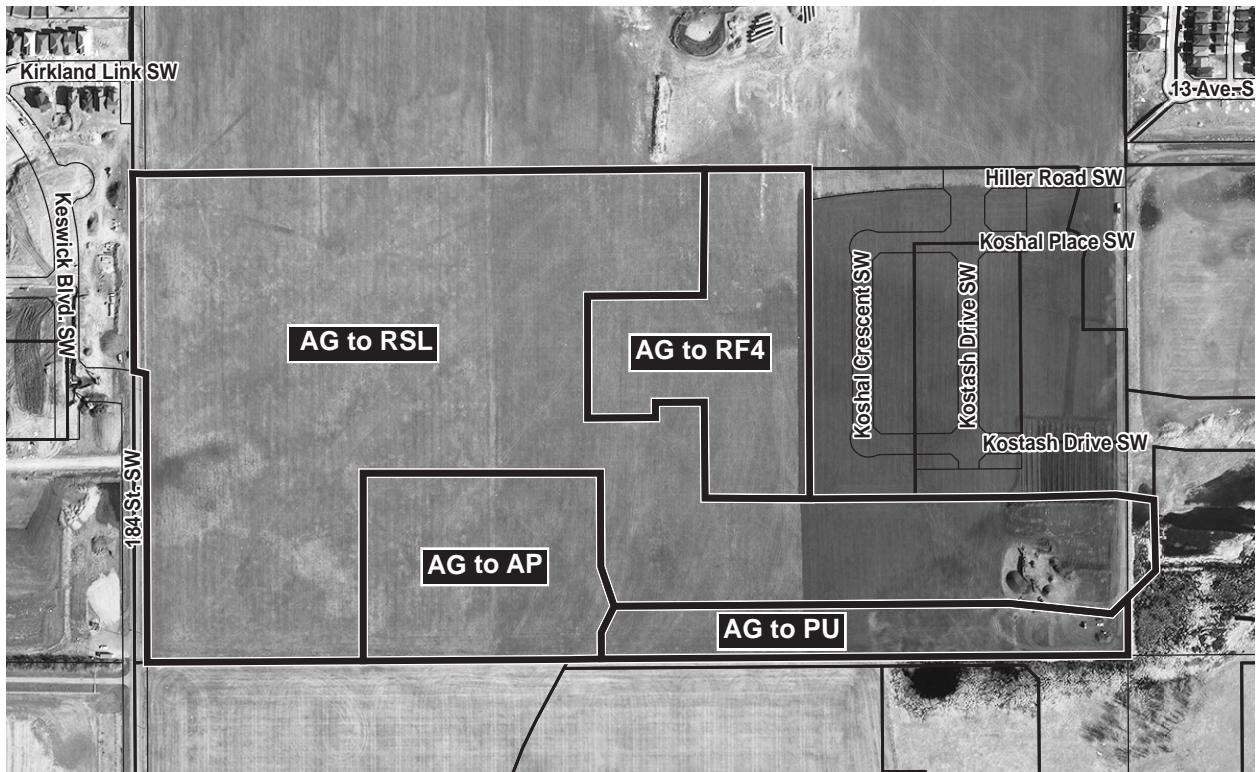 Kirkland Link SW
13 Ave. S
Hiller Road SW
Keswick Blvd. SW
Koshal Place SW
Koshal Crescent SW
Kostash Drive SW
AG to RSL
AG to RF4
Kostash Drive SW
184 St. SW
AG to AP
AG to PU